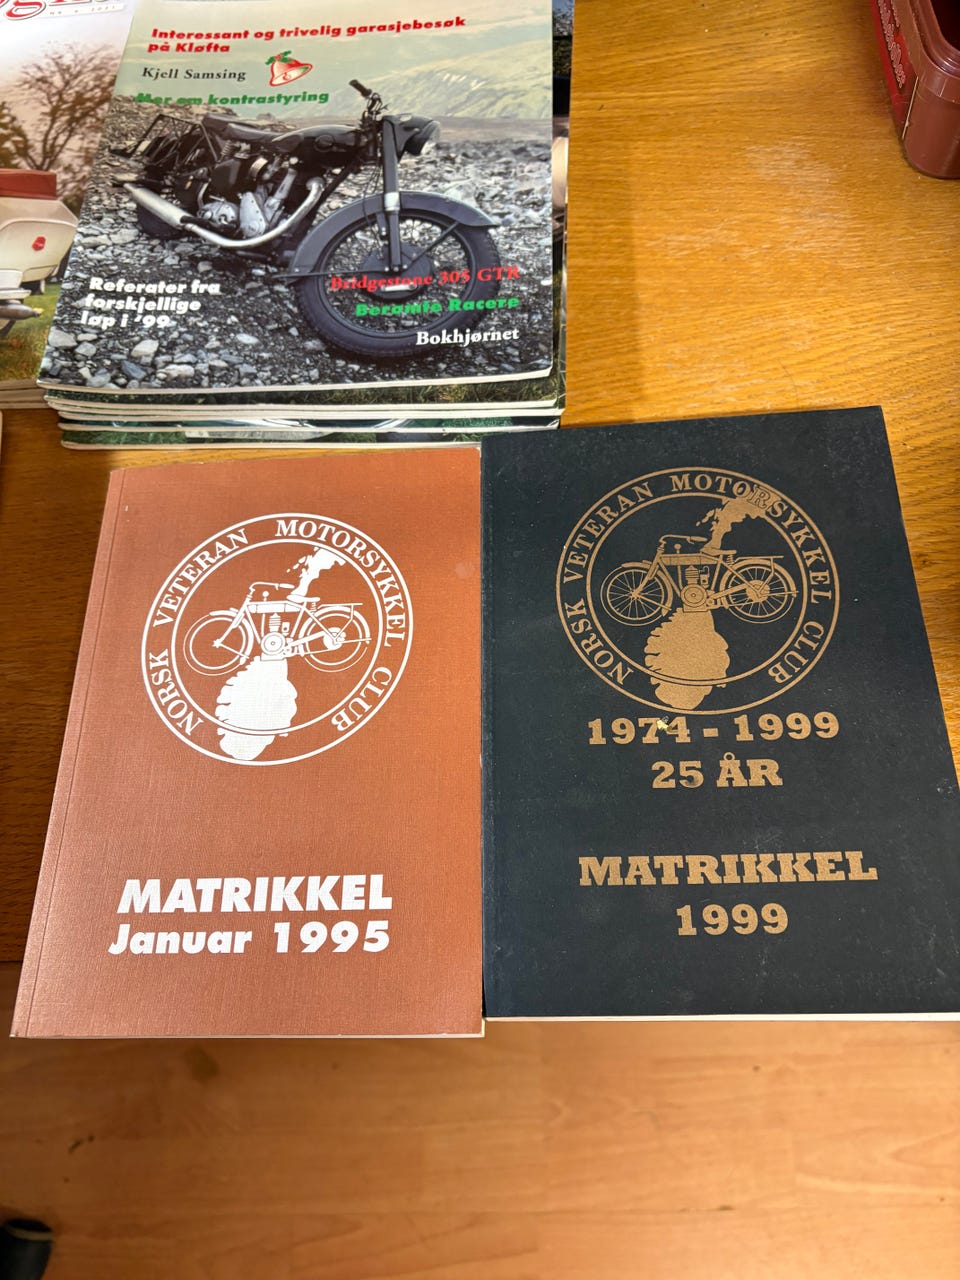 Interessant og trivelig garasjebesøk
på Kløfta
Kjell Samsing
Mer om kontrastyring
Referater fra
forskjellige
løp i '99
Bridgestone 305 GTR
Berømte Racere
Bokhjørnet
NORSK VETERAN MOTORSYKKEL CLUB
MATRIKKEL
Januar 1995
NORSK VETERAN MOTORSYKKEL CLUB
1974 - 1999
25 ÅR
MATRIKKEL
1999